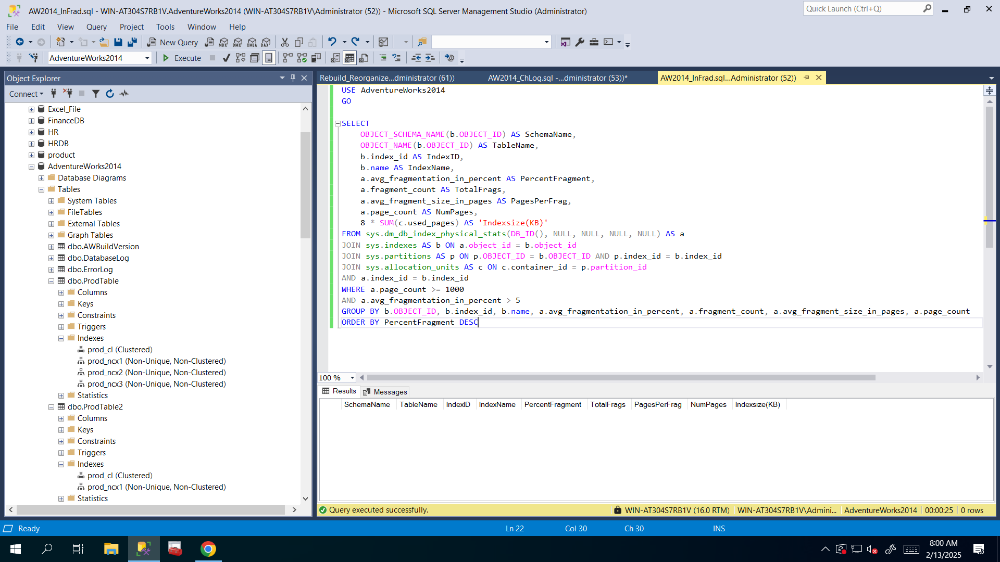 AW2014_InFrad.sql - WIN-AT304S7RB1V.AdventureWorks2014 (WIN-AT304S7RB1V\Administrator (52)) - Microsoft SQL Server Management Studio (Administrator)
Quick Launch (Ctrl+Q)
File Edit View Query Project Tools Window Help
New Query MDX DMX XMLA DAX
AdventureWorks2014 Execute
Object Explorer
Connect
Excel_File
FinanceDB
HR
HRDB
product
AdventureWorks2014
Database Diagrams
Tables
System Tables
FileTables
External Tables
Graph Tables
dbo.AWBuildVersion
dbo.DatabaseLog
dbo.ErrorLog
dbo.ProdTable
Columns
Keys
Constraints
Triggers
Indexes
prod_cl (Clustered)
prod_ncx1 (Non-Unique, Non-Clustered)
prod_ncx2 (Non-Unique, Non-Clustered)
prod_ncx3 (Non-Unique, Non-Clustered)
Statistics
dbo.ProdTable2
Columns
Keys
Constraints
Triggers
Indexes
prod_cl (Clustered)
prod_ncx1 (Non-Unique, Non-Clustered)
Statistics
Rebuild_Reorganize...dministrator (61)) AW2014_ChLog.sql -...dministrator (53))* AW2014_InFrad.sql...Administrator (52))
USE AdventureWorks2014
GO
SELECT
OBJECT_SCHEMA_NAME(b.OBJECT_ID) AS SchemaName,
OBJECT_NAME(b.OBJECT_ID) AS TableName,
b.index_id AS IndexID,
b.name AS IndexName,
a.avg_fragmentation_in_percent AS PercentFragment,
a.fragment_count AS TotalFrags,
a.avg_fragment_size_in_pages AS PagesPerFrag,
a.page_count AS NumPages,
8 * SUM(c.used_pages) AS 'Indexsize(KB)'
FROM sys.dm_db_index_physical_stats(DB_ID(), NULL, NULL, NULL, NULL) AS a
JOIN sys.indexes AS b ON a.object_id = b.object_id
JOIN sys.partitions AS p ON p.OBJECT_ID = b.OBJECT_ID AND p.index_id = b.index_id
JOIN sys.allocation_units AS c ON c.container_id = p.partition_id
AND a.index_id = b.index_id
WHERE a.page_count >= 1000
AND a.avg_fragmentation_in_percent > 5
GROUP BY b.OBJECT_ID, b.index_id, b.name, a.avg_fragmentation_in_percent, a.fragment_count, a.avg_fragment_size_in_pages, a.page_count
ORDER BY PercentFragment DESC
100 %
Results Messages
SchemaName TableName IndexID IndexName PercentFragment TotalFrags PagesPerFrag NumPages Indexsize(KB)
Query executed successfully. WIN-AT304S7RB1V (16.0 RTM) WIN-AT304S7RB1V\Admini... AdventureWorks2014 00:00:25 0 rows
Ready Ln 22 Col 30 Ch 30 INS
8:00 AM
2/13/2025